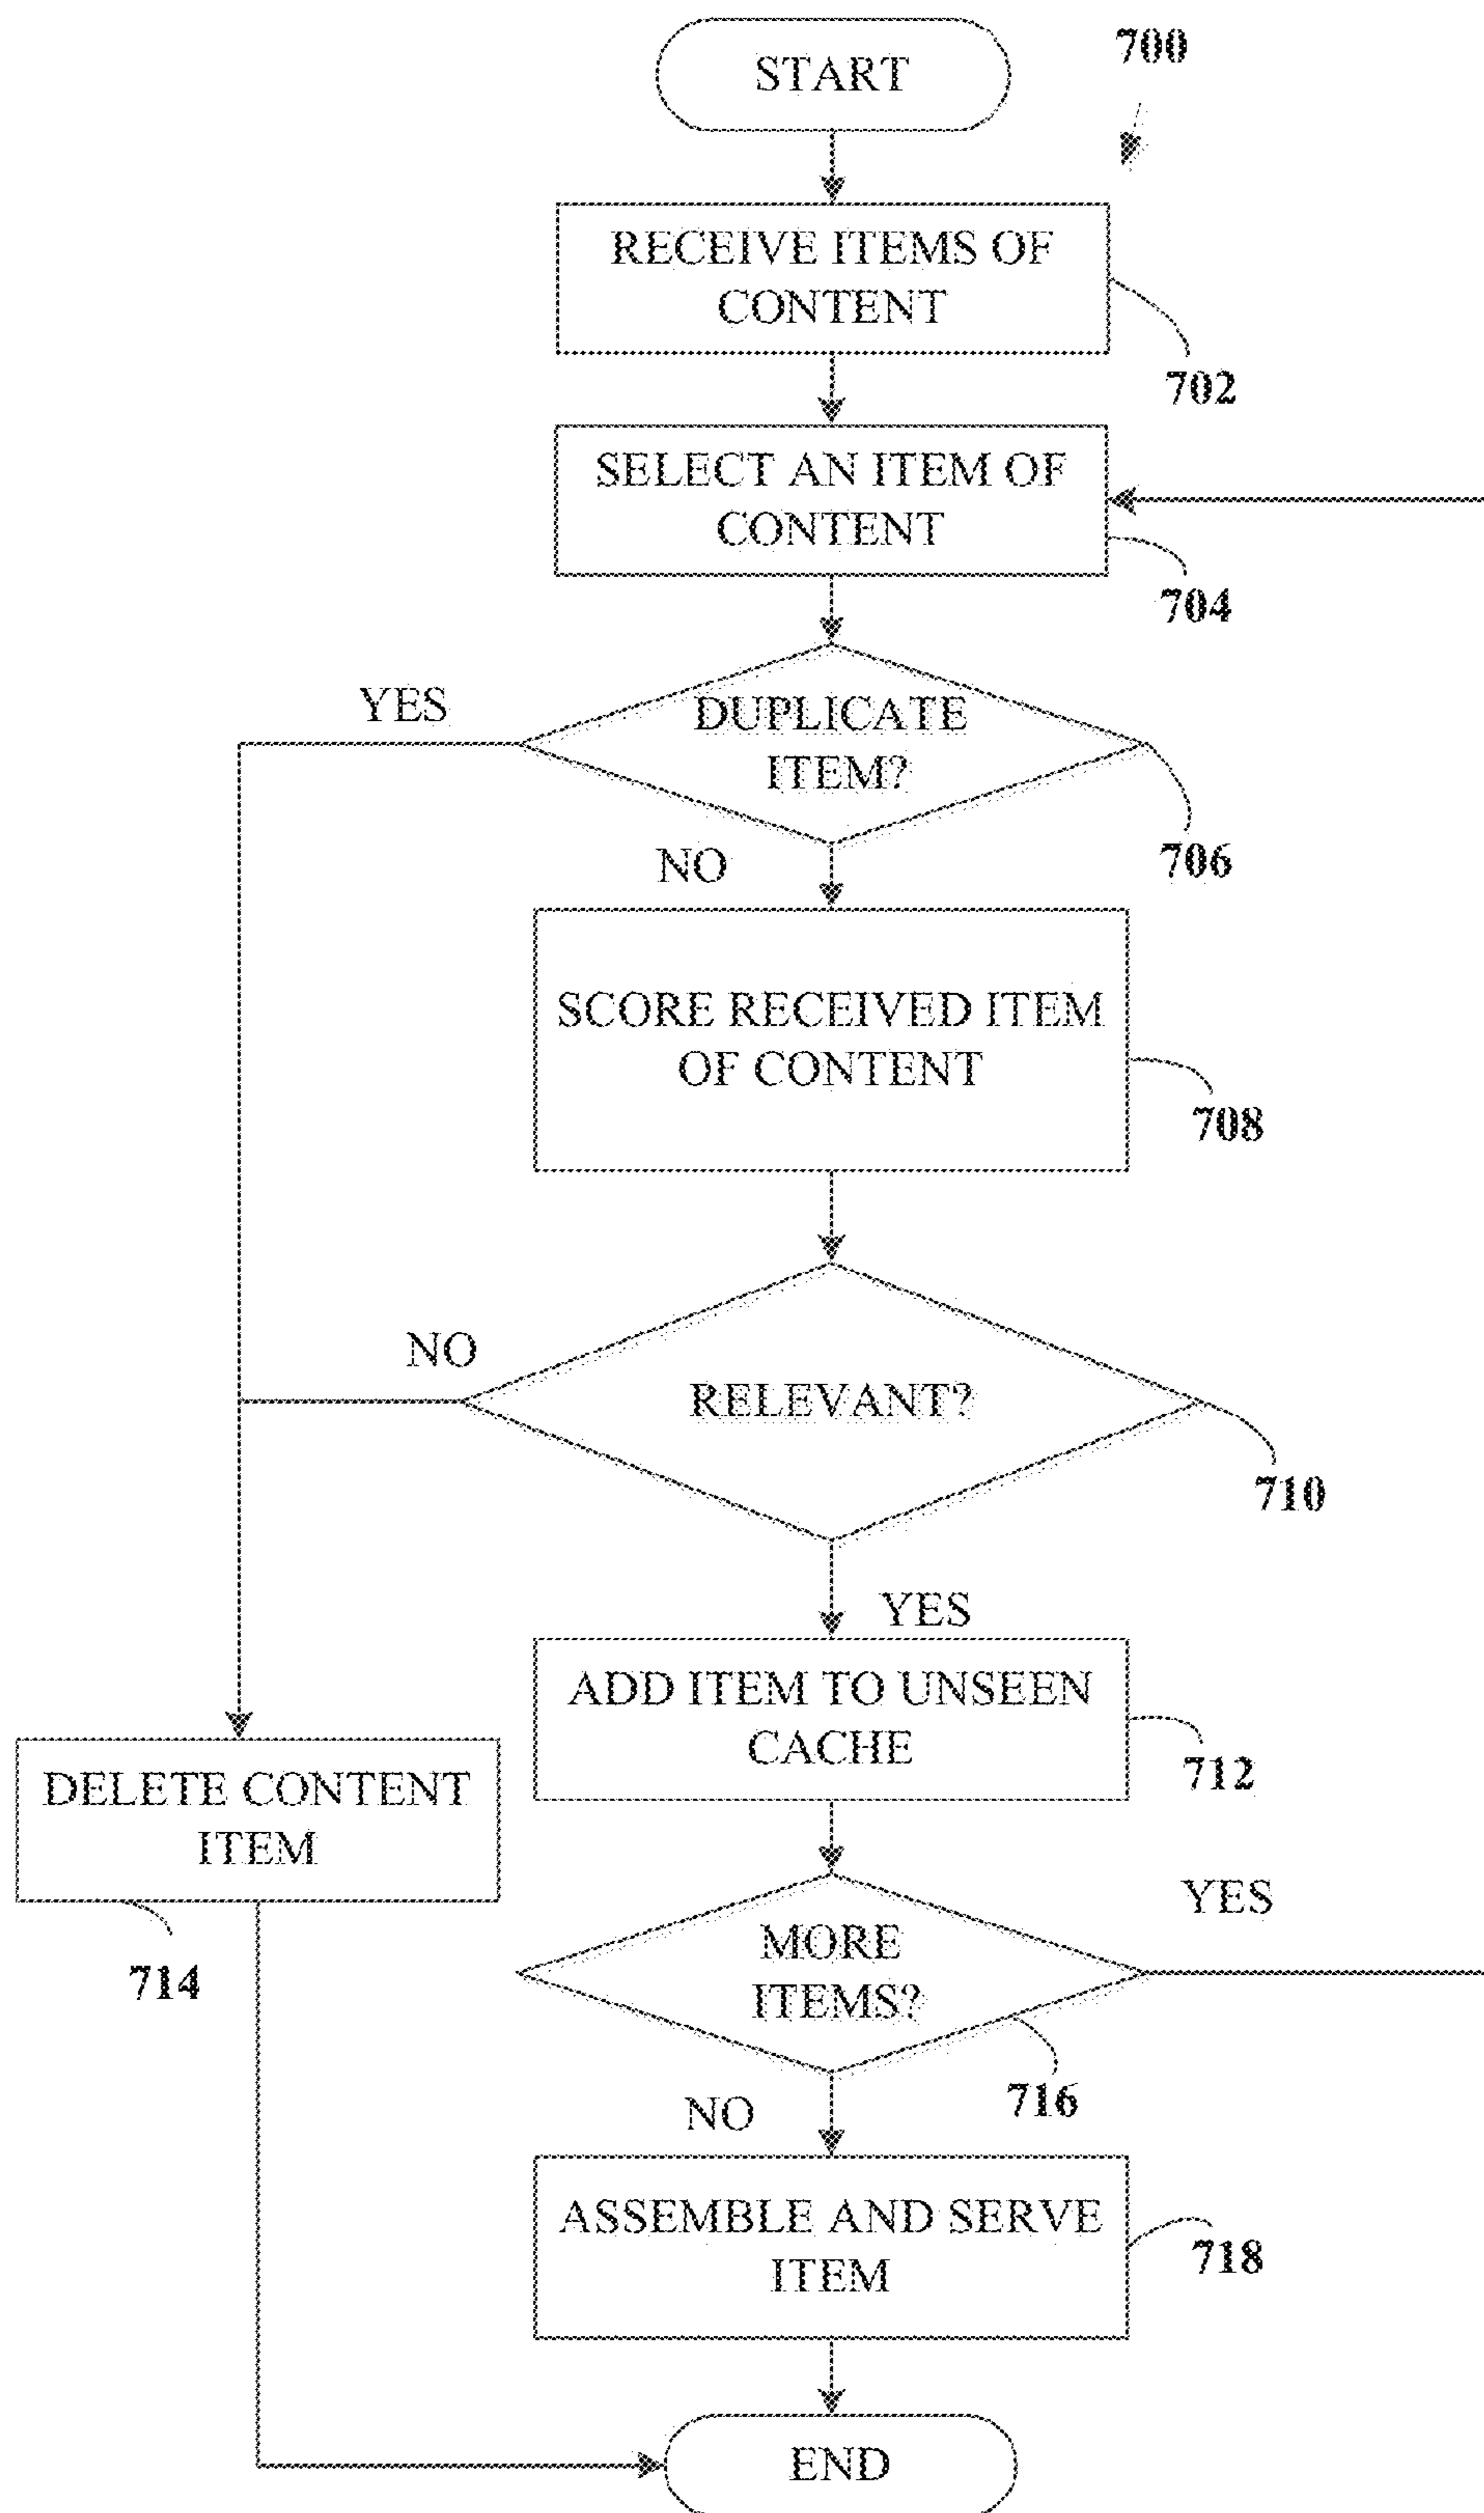 START
700
RECEIVE ITEMS OF
CONTENT
702
SELECT AN ITEM OF
CONTENT
704
YES
DUPLICATE
ITEM?
706
NO
SCORE RECEIVED ITEM
OF CONTENT
708
NO
RELEVANT?
710
YES
ADD ITEM TO UNSEEN
CACHE
712
DELETE CONTENT
ITEM
714
YES
MORE
ITEMS?
716
NO
ASSEMBLE AND SERVE
ITEM
718
END